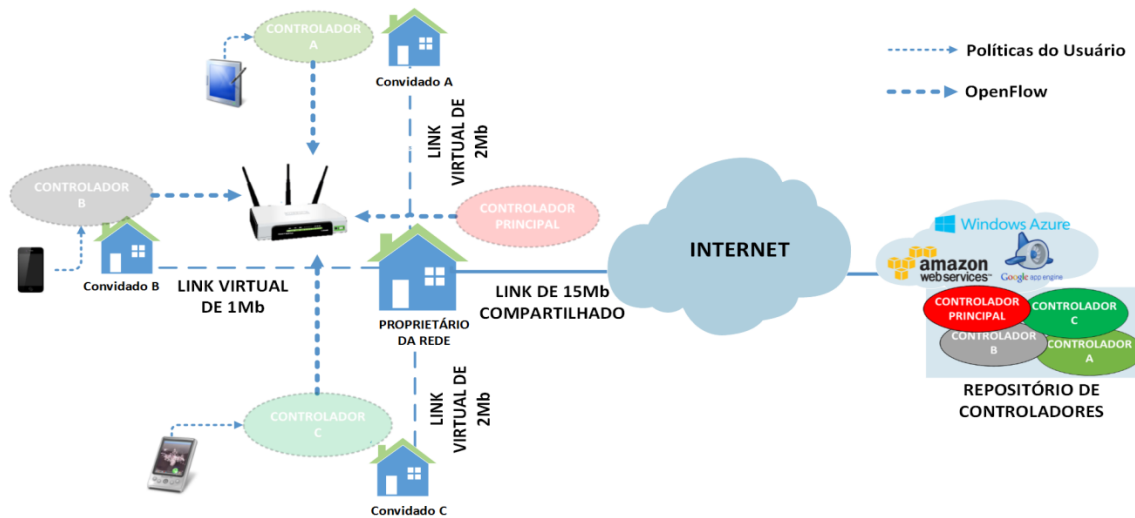 CONTROLADOR
A
Convidado A
Políticas do Usuário
OpenFlow
LINK
VIRTUAL DE
2Mb
CONTROLADOR
B
Convidado B
LINK VIRTUAL
DE 1Mb
CONTROLADOR
PRINCIPAL
PROPRIETÁRIO
DA REDE
LINK DE 15Mb
COMPARTILHADO
INTERNET
Windows Azure
amazon
webservices™
Google app engine
CONTROLADOR
PRINCIPAL
CONTROLADOR
C
CONTROLADOR
B
CONTROLADOR
A
REPOSITÓRIO DE
CONTROLADORES
CONTROLADOR
C
LINK
VIRTUAL DE
2Mb
Convidado C